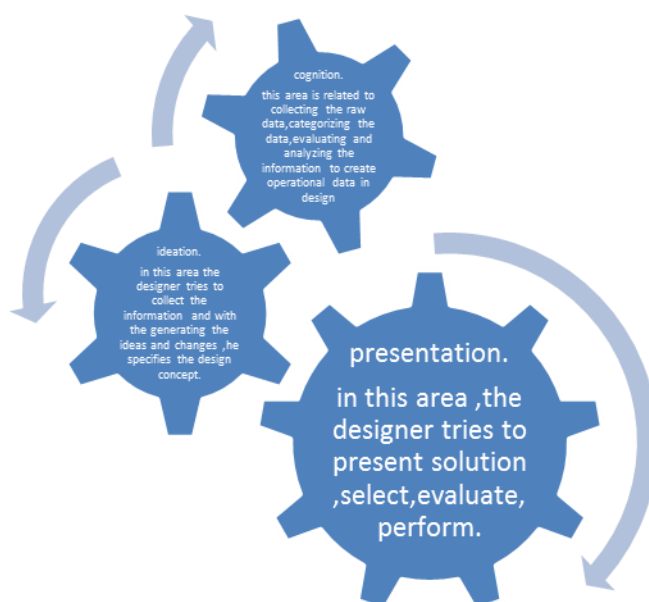 cognition.
this area is related to
collecting the raw
data,categorizing the
data,evaluating and
analyzing the
information to create
operational data in
design
ideation.
in this area the
designer tries to
collect the
information and with
the generating the
ideas and changes ,he
specifies the design
concept.
presentation.
in this area ,the
designer tries to
present solution
,select,evaluate,
perform.